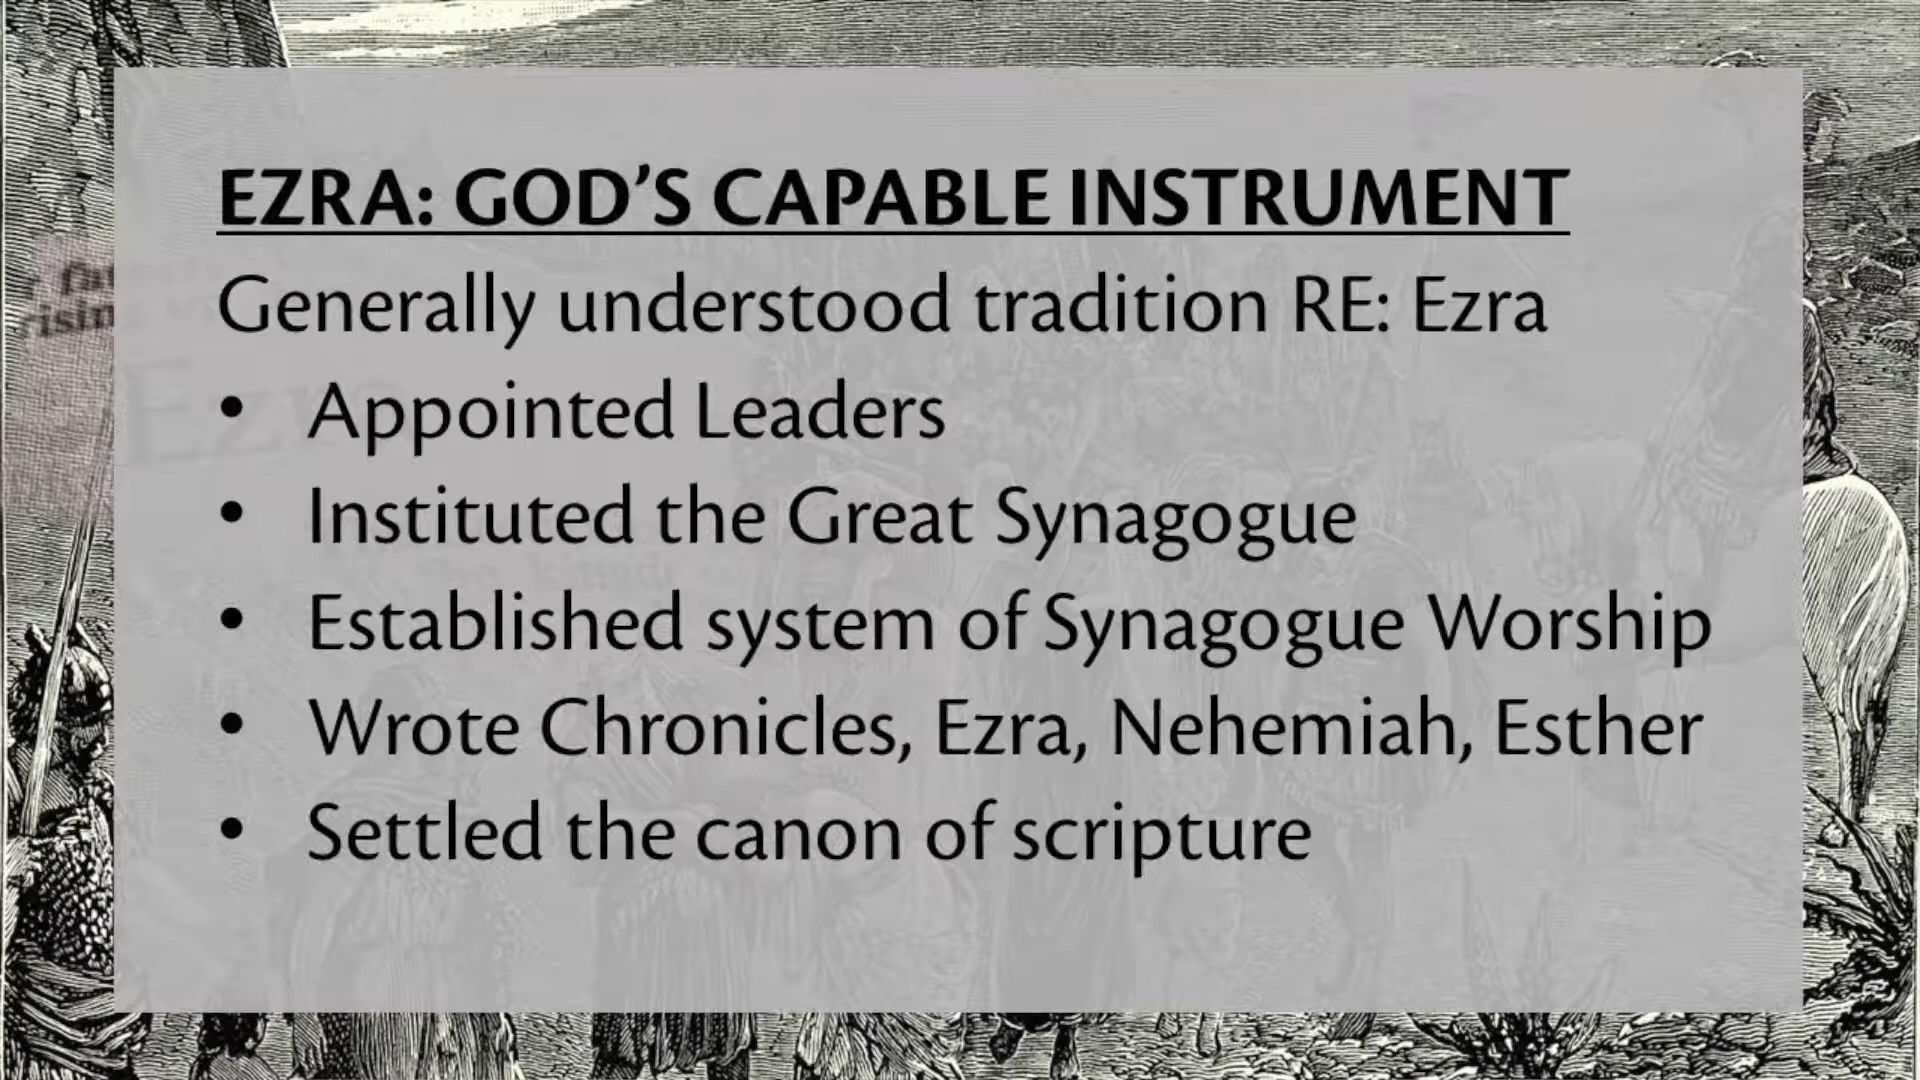 EZRA: GOD'S CAPABLE INSTRUMENT
Generally understood tradition RE: Ezra
• Appointed Leaders
• Instituted the Great Synagogue
• Established system of Synagogue Worship
• Wrote Chronicles, Ezra, Nehemiah, Esther
• Settled the canon of scripture